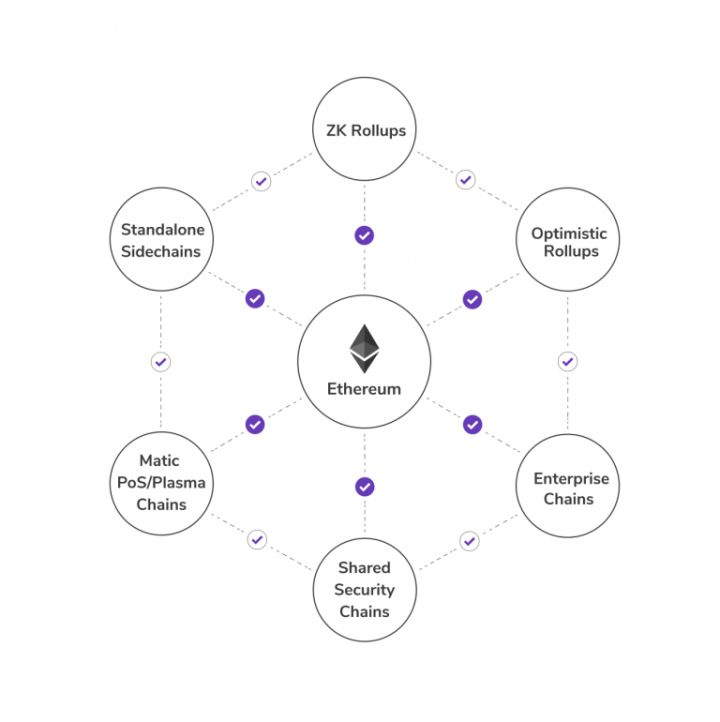 ZK Rollups
Standalone
Sidechains
Optimistic
Rollups
Ethereum
Matic
PoS/Plasma
Chains
Enterprise
Chains
Shared
Security
Chains